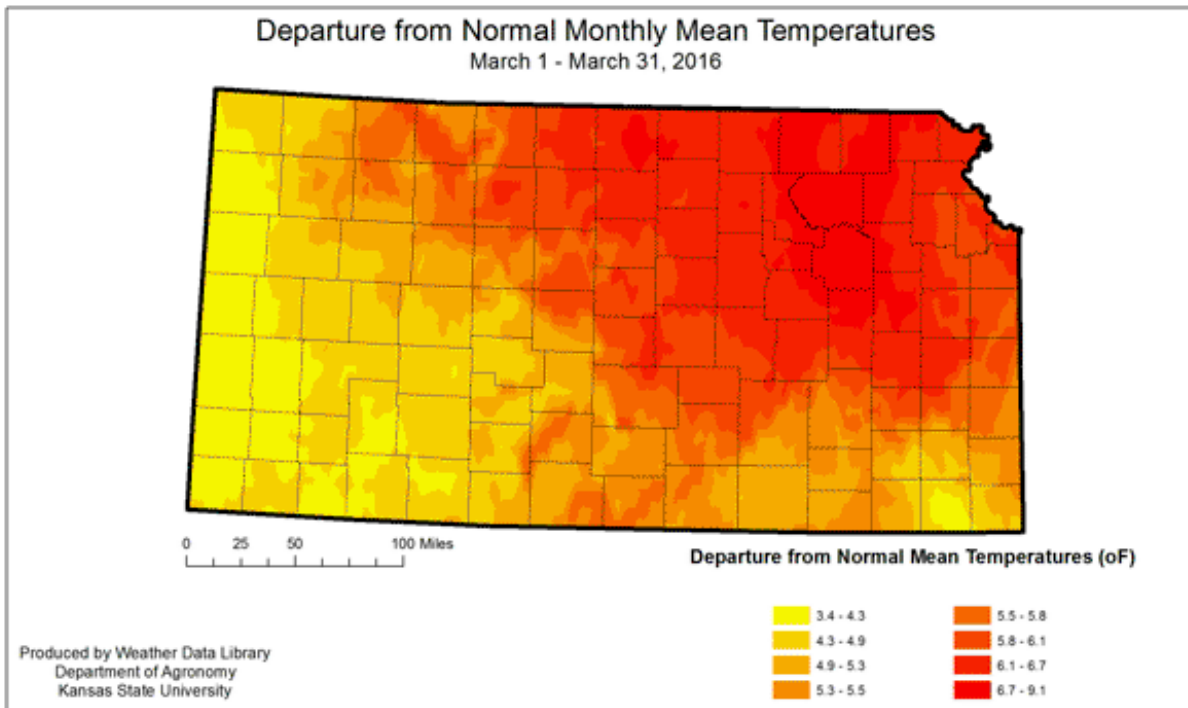 Departure from Normal Monthly Mean Temperatures
March 1 - March 31, 2016
0 25 50 100 Miles
Departure from Normal Mean Temperatures (oF)
3.4 - 4.3
4.3 - 4.9
4.9 - 5.3
5.3 - 5.5
5.5 - 5.8
5.8 - 6.1
6.1 - 6.7
6.7 - 9.1
Produced by Weather Data Library
Department of Agronomy
Kansas State University